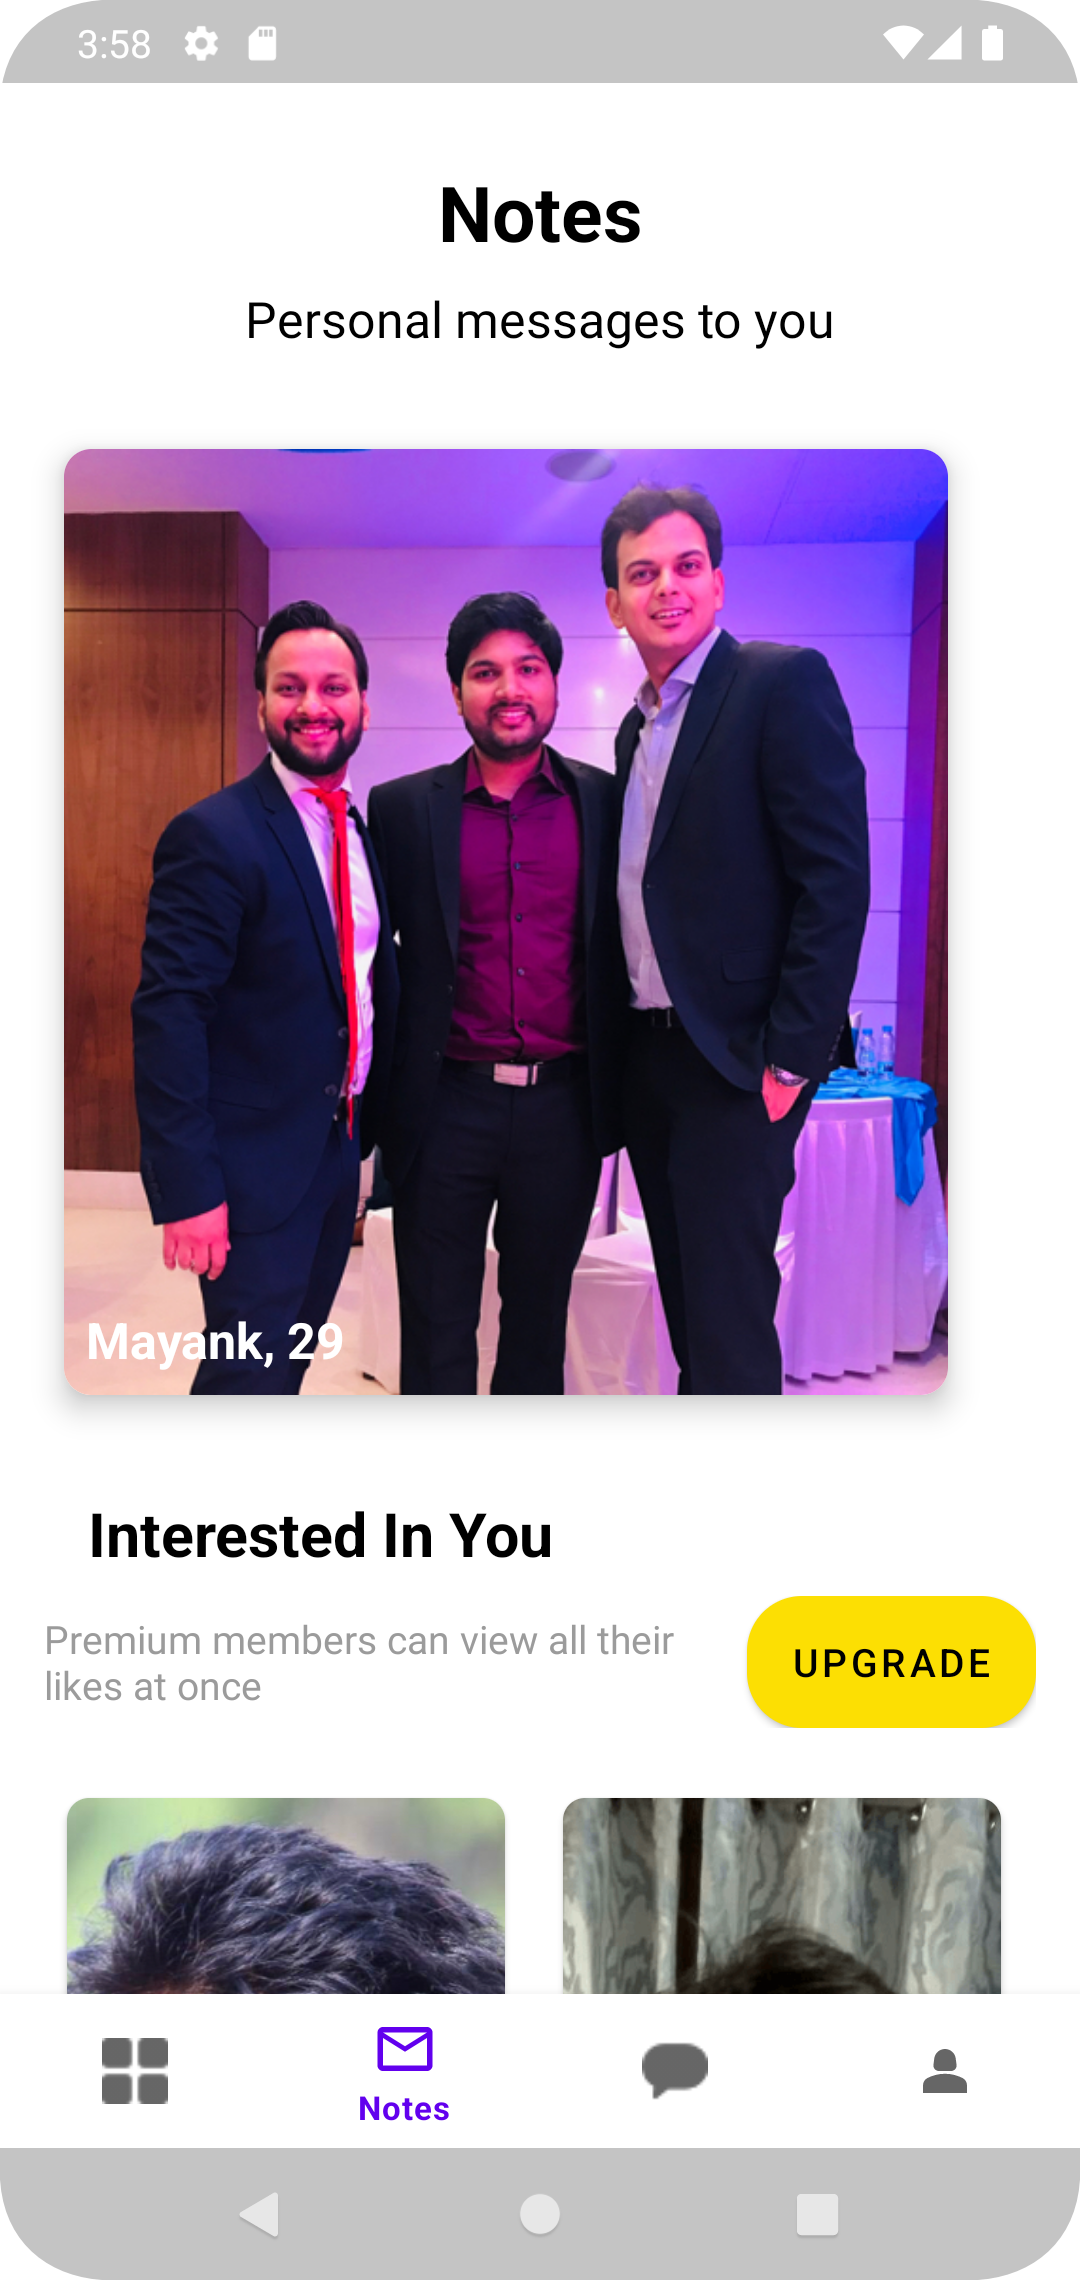 3:58
Notes
Personal messages to you
Mayank, 29
Interested In You
Premium members can view all their
likes at once
UPGRADE
Notes